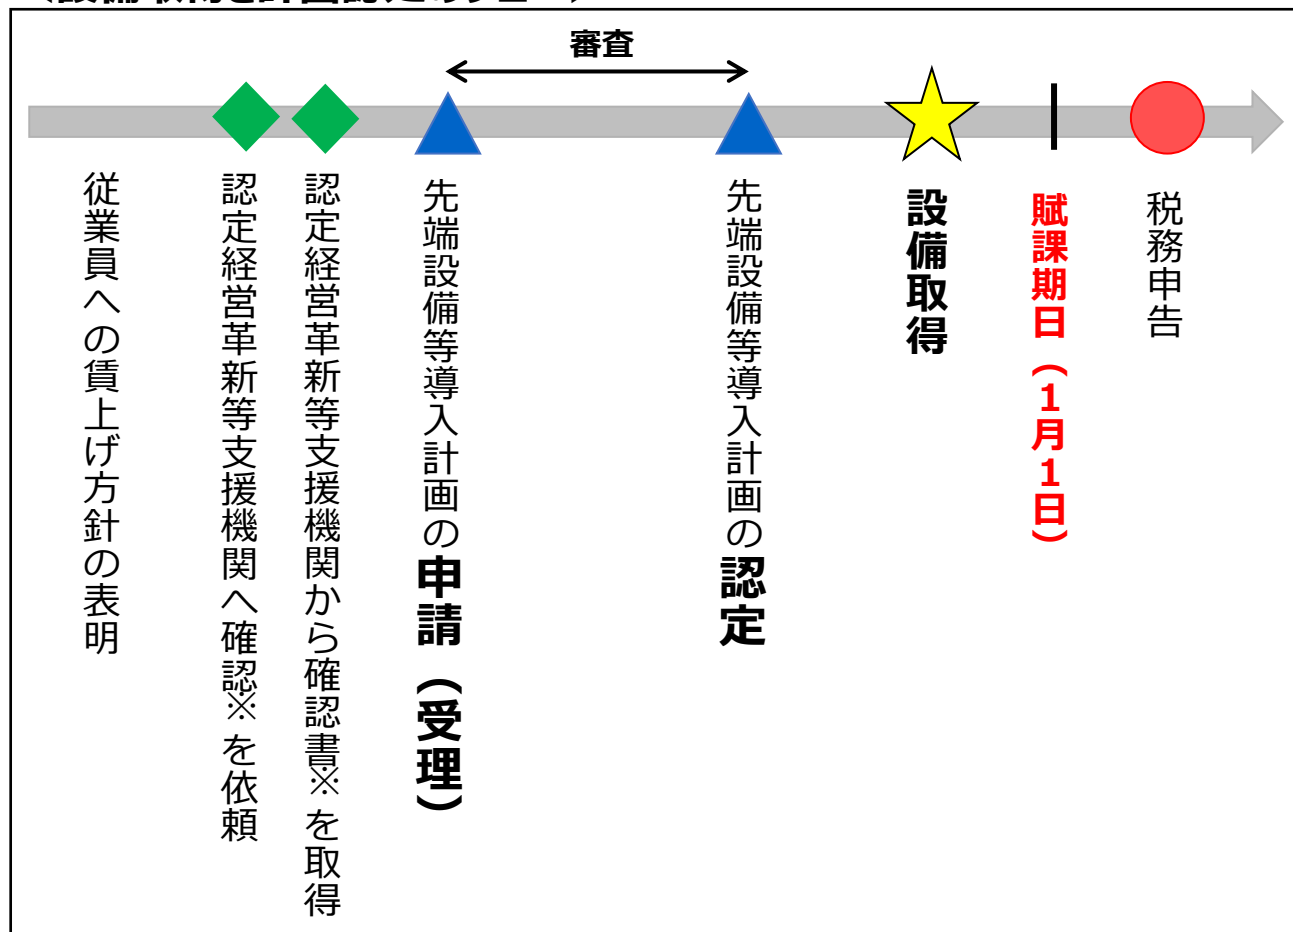 審査
従業員への賃上げ方針の表明
認定経営革新等支援機関へ確認※を依頼
認定経営革新等支援機関から確認書※を取得
先端設備等導入計画の申請（受理）
先端設備等導入計画の認定
設備取得
賦課期日（１月１日）
税務申告